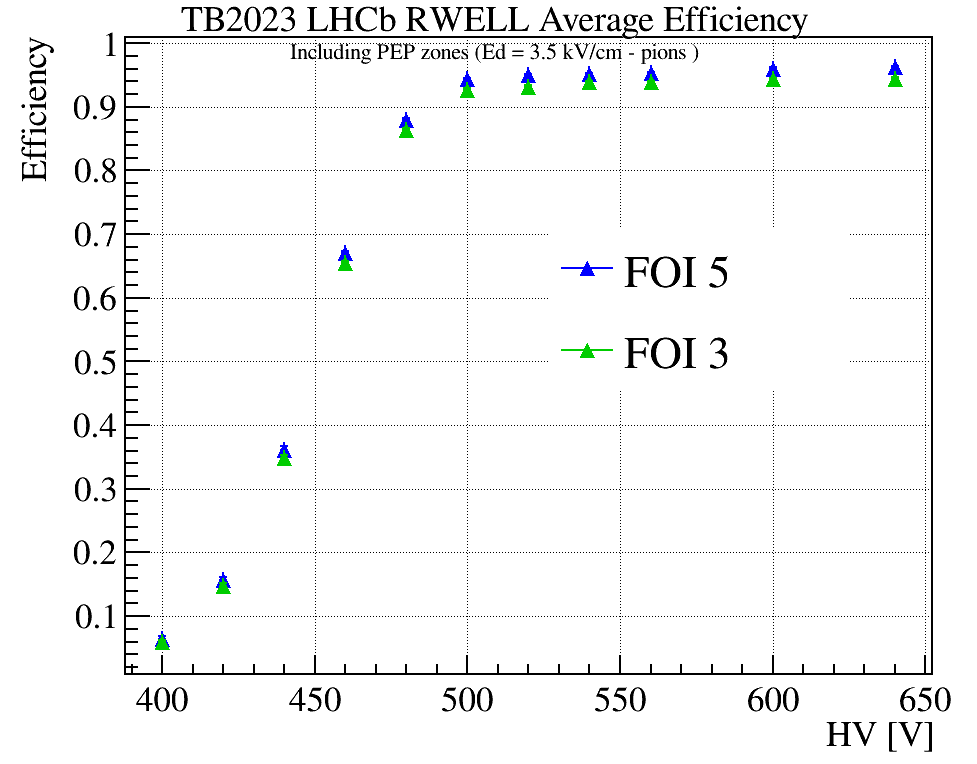 TB2023 LHCb RWELL Average Efficiency
Including PEP zones (Ed = 3.5 kV/cm - pions )
Efficiency
1
0.9
0.8
0.7
0.6
0.5
0.4
0.3
0.2
0.1
FOI 5
FOI 3
400 450 500 550 600 650
HV [V]